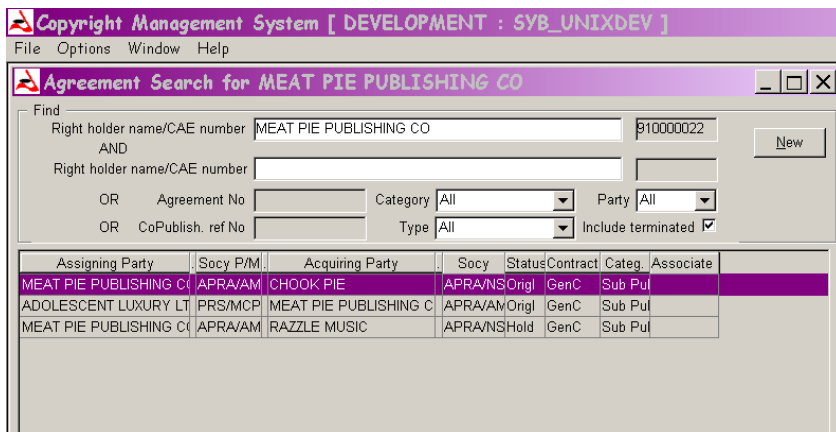 Copyright Management System [ DEVELOPMENT : SYB_UNIXDEV ]
File Options Window Help
Agreement Search for MEAT PIE PUBLISHING CO
Find
Right holder name/CAE number MEAT PIE PUBLISHING CO 910000022
New
AND
Right holder name/CAE number
OR Agreement No Category All Party All
OR CoPublish. ref No Type All Include terminated
Assigning Party . Socy P/M . Acquiring Party . Socy Status Contract Categ. Associate
MEAT PIE PUBLISHING C( APRA/AM CHOOK PIE APRA/NS Origl GenC Sub Pul
ADOLESCENT LUXURY LT PRS/MCP MEAT PIE PUBLISHING C APRA/AM Origl GenC Sub Pul
MEAT PIE PUBLISHING C( APRA/AM RAZZLE MUSIC APRA/NS Hold GenC Sub Pul